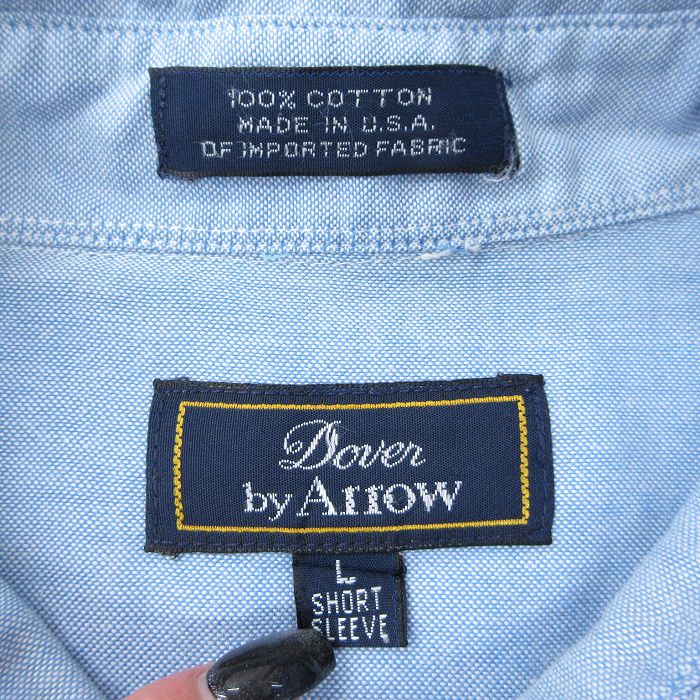 100% COTTON
MADE IN U.S.A.
OF IMPORTED FABRIC
Dover
by Arrow
L
SHORT
SLEEVE